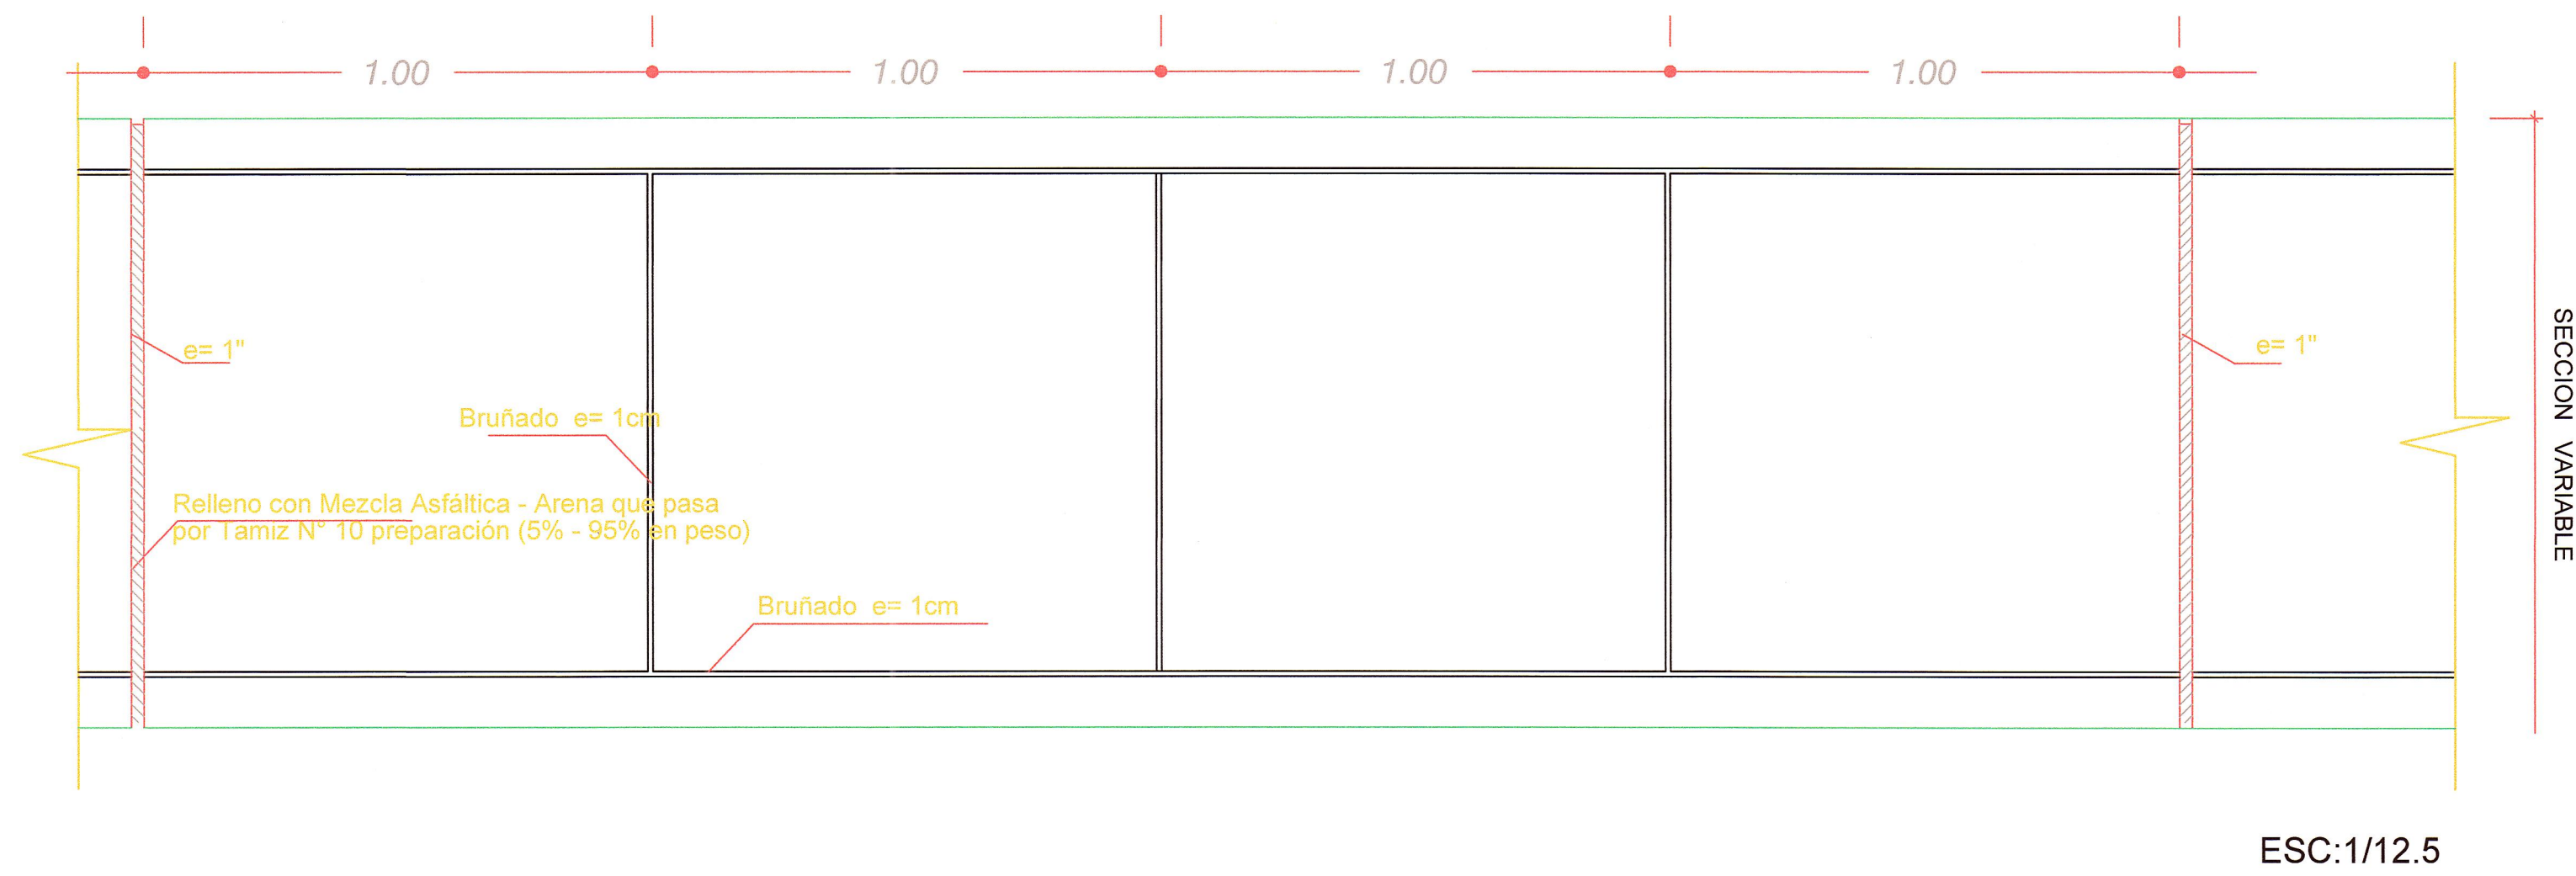 1.00 1.00 1.00 1.00
e= 1"
e= 1"
Bruñado e= 1cm
Relleno con Mezcla Asfáltica - Arena que pasa
por Tamiz N° 10 preparación (5% - 95% en peso)
Bruñado e= 1cm
SECCION VARIABLE
ESC:1/12.5